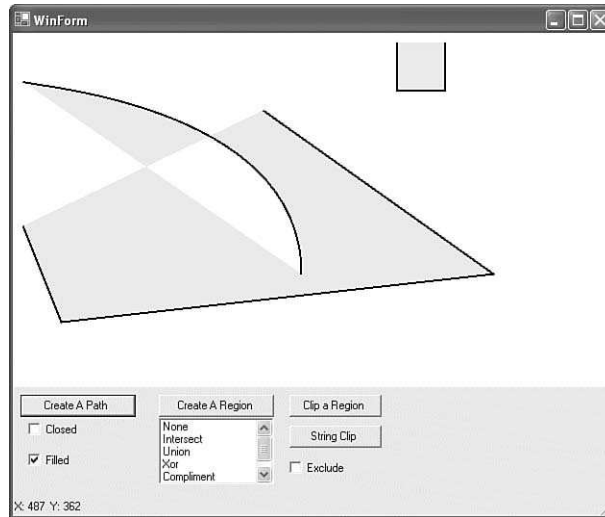 WinForm
Create A Path
Create A Region
Clip a Region
Closed
Filled
None
Intersect
Union
Xor
Compliment
String Clip
Exclude
X: 487 Y: 362